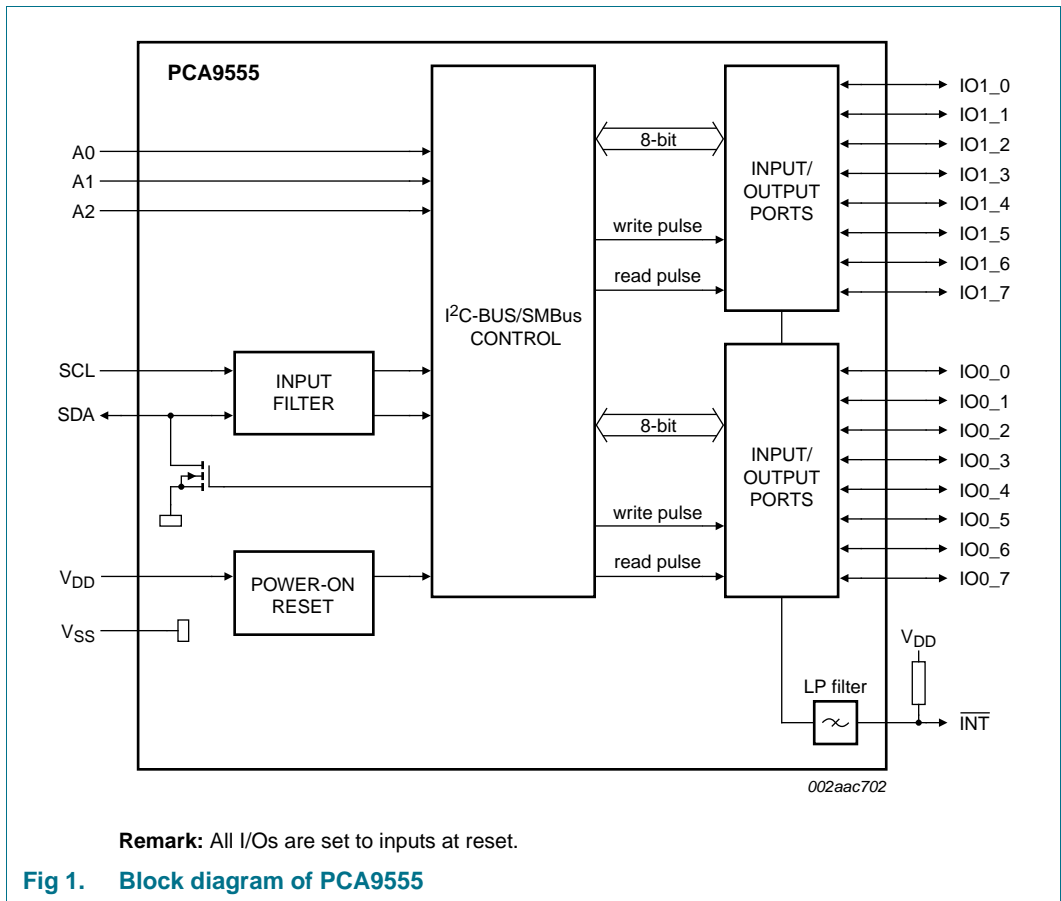 PCA9555
A0
A1
A2
SCL
SDA
V_DD
V_SS
INPUT
FILTER
POWER-ON
RESET
I²C-BUS/SMBus
CONTROL
8-bit
write pulse
read pulse
8-bit
write pulse
read pulse
INPUT/
OUTPUT
PORTS
INPUT/
OUTPUT
PORTS
IO1_0
IO1_1
IO1_2
IO1_3
IO1_4
IO1_5
IO1_6
IO1_7
IO0_0
IO0_1
IO0_2
IO0_3
IO0_4
IO0_5
IO0_6
IO0_7
V_DD
LP filter
INT
002aac702
Remark: All I/Os are set to inputs at reset.
Fig 1. Block diagram of PCA9555